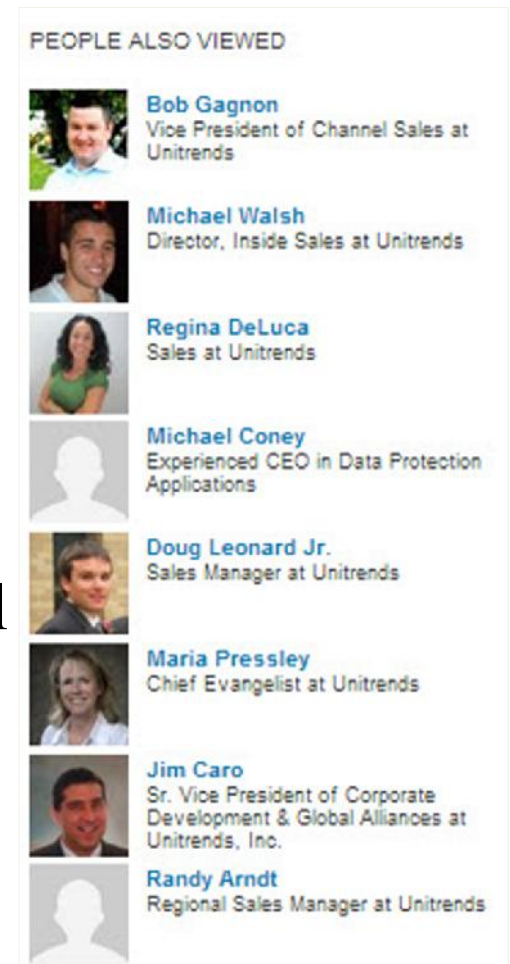 PEOPLE ALSO VIEWED
Bob Gagnon
Vice President of Channel Sales at
Unitrends
Michael Walsh
Director, Inside Sales at Unitrends
Regina DeLuca
Sales at Unitrends
Michael Coney
Experienced CEO in Data Protection
Applications
Doug Leonard Jr.
Sales Manager at Unitrends
Maria Pressley
Chief Evangelist at Unitrends
Jim Caro
Sr. Vice President of Corporate
Development & Global Alliances at
Unitrends, Inc.
Randy Arndt
Regional Sales Manager at Unitrends